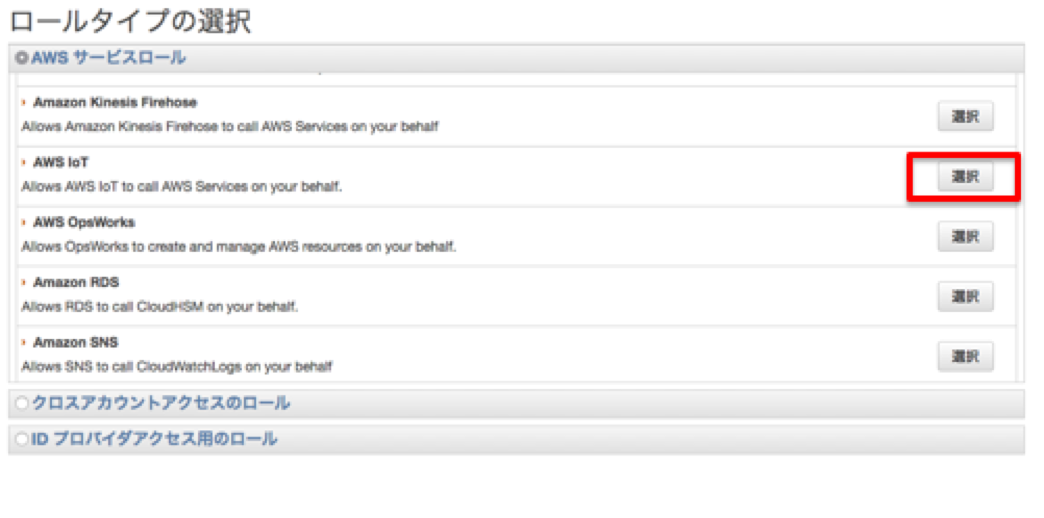 ロールタイプの選択
AWS サービスロール
Amazon Kinesis Firehose
Allows Amazon Kinesis Firehose to call AWS Services on your behalf
選択
AWS IoT
Allows AWS IoT to call AWS Services on your behalf.
選択
AWS OpsWorks
Allows OpsWorks to create and manage AWS resources on your behalf.
選択
Amazon RDS
Allows RDS to call CloudHSM on your behalf.
選択
Amazon SNS
Allows SNS to call CloudWatchLogs on your behalf
選択
クロスアカウントアクセスのロール
ID プロバイダアクセス用のロール